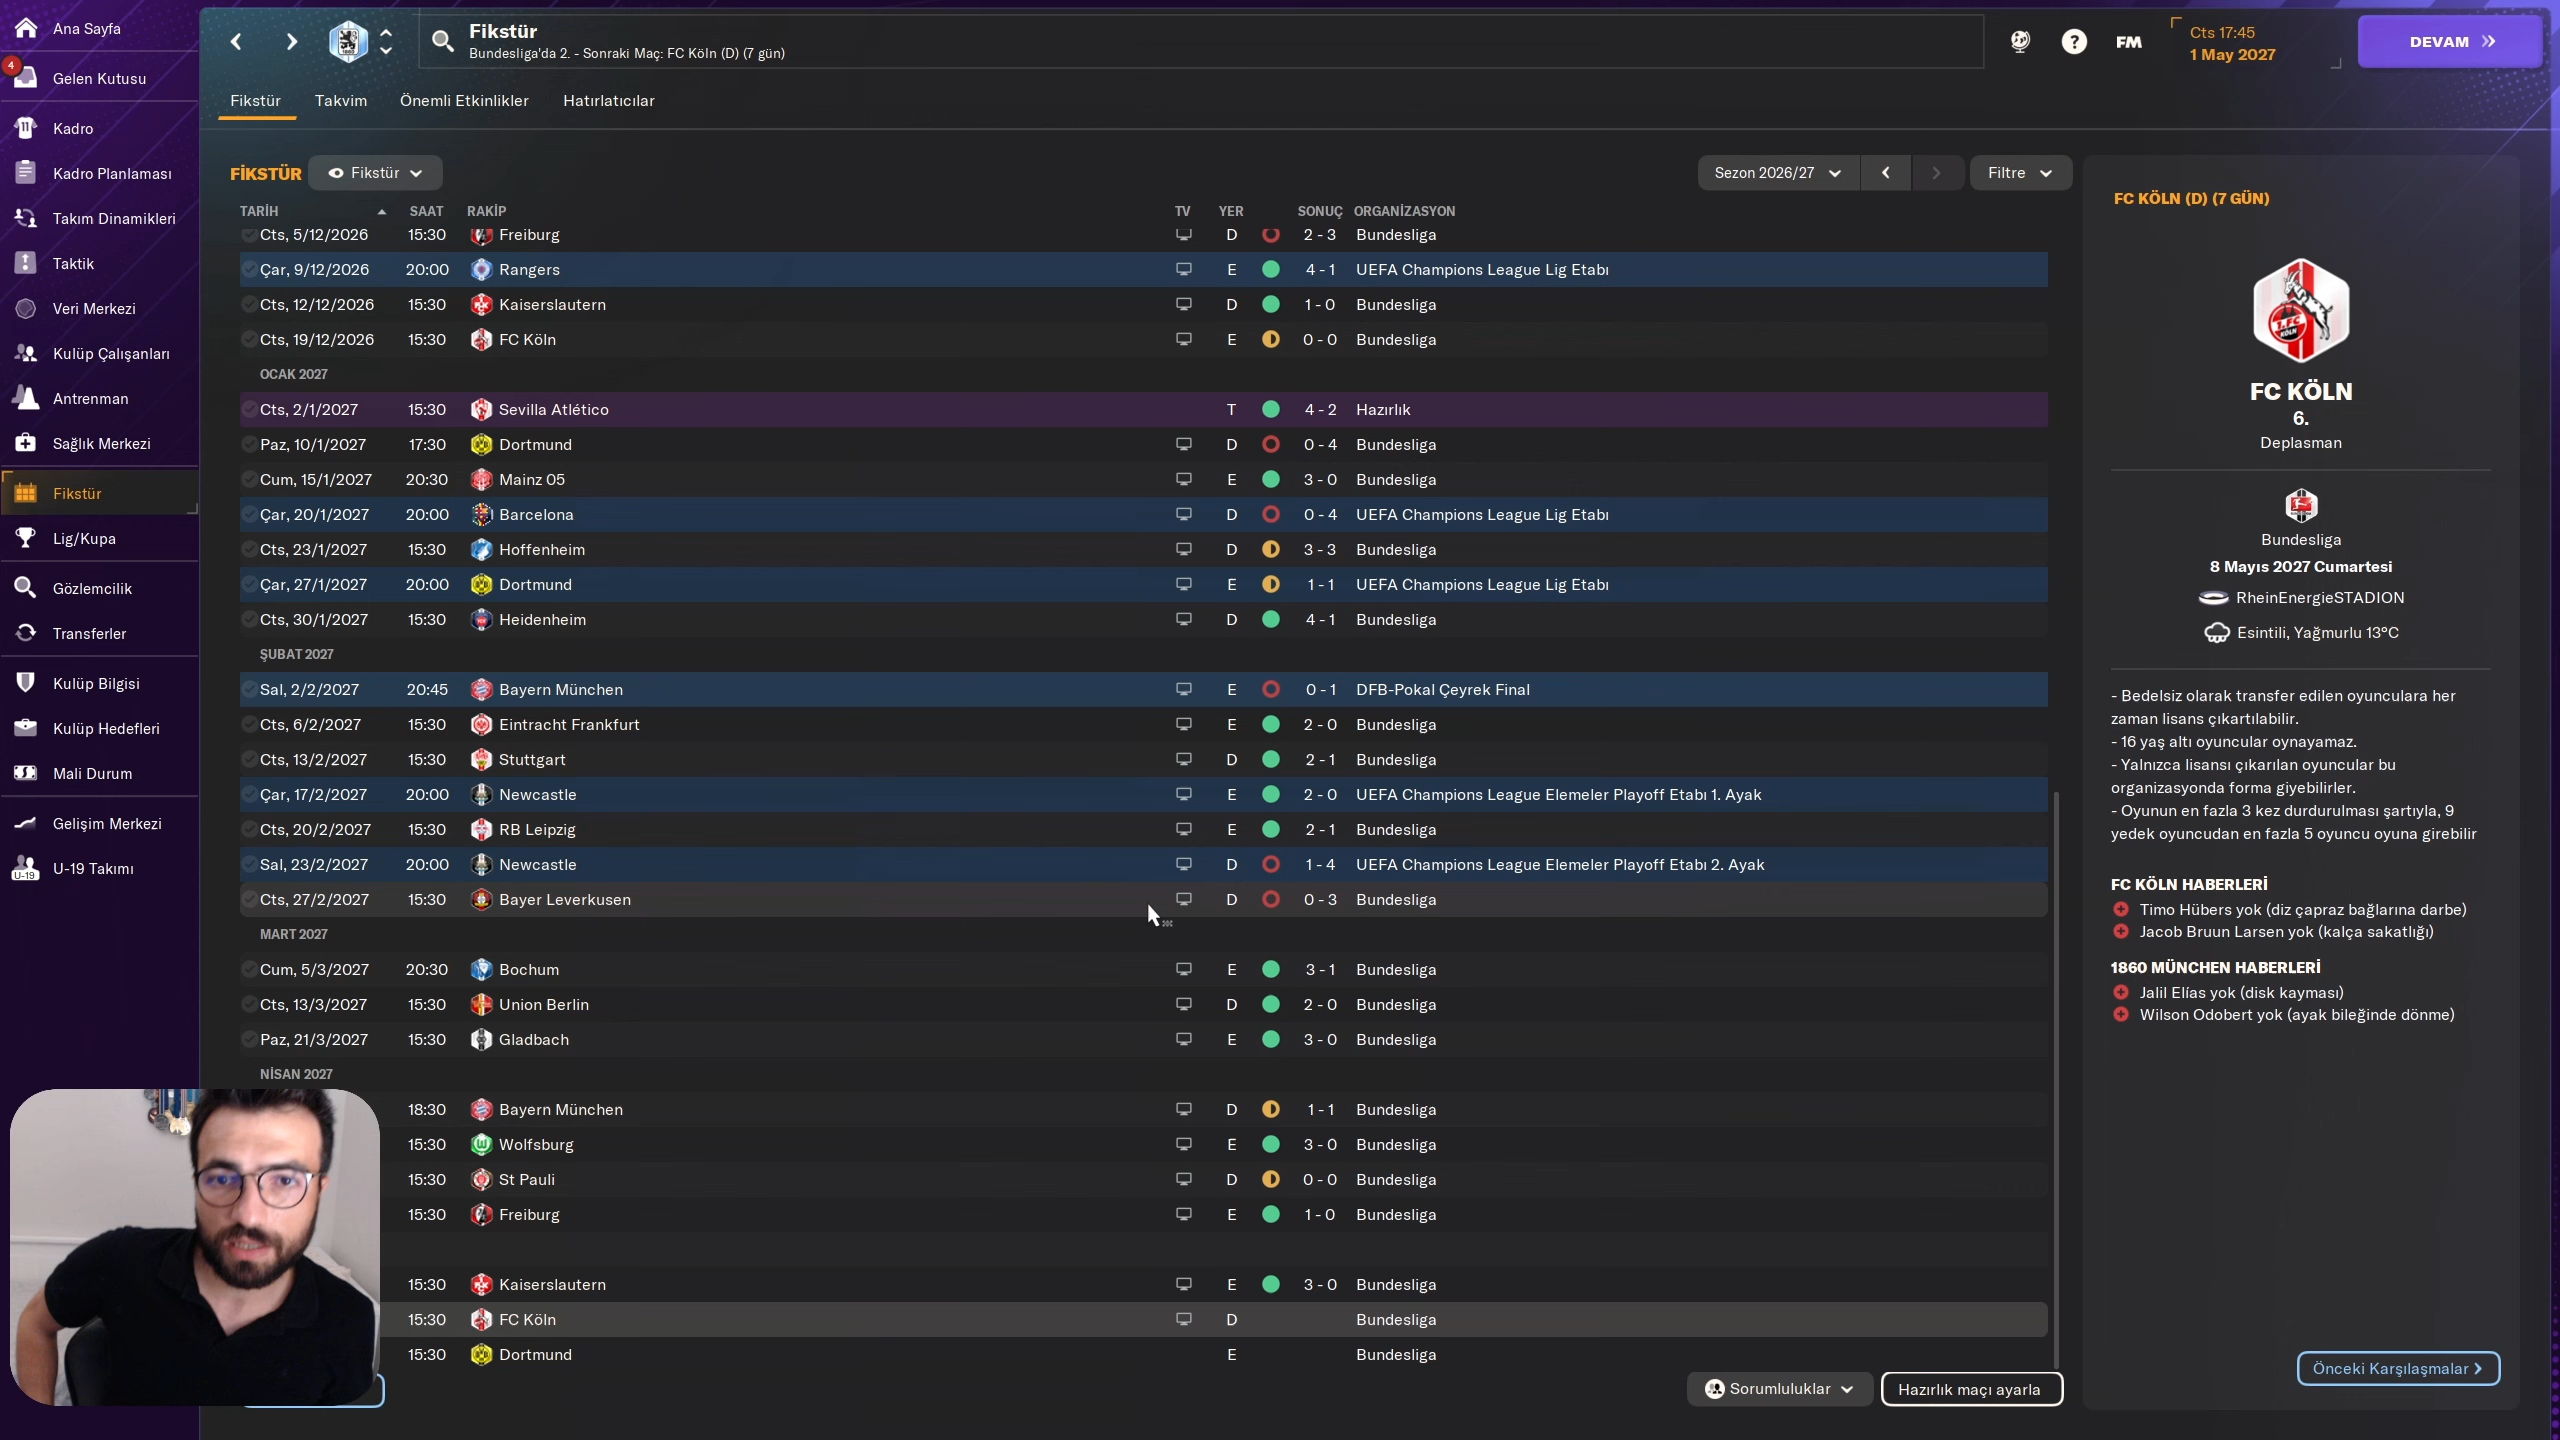 Ana Sayfa
4
Gelen Kutusu
Kadro
Kadro Planlaması
Takım Dinamikleri
Taktik
Veri Merkezi
Kulüp Çalışanları
Antrenman
Sağlık Merkezi
Fikstür
Lig/Kupa
Gözlemcilik
Transferler
Kulüp Bilgisi
Kulüp Hedefleri
Mali Durum
Gelişim Merkezi
U-19 Takımı
Fikstür
Bundesliga'da 2. - Sonraki Maç: FC Köln (D) (7 gün)
FM
Cts 17:45
1 May 2027
DEVAM
Fikstür Takvim Önemli Etkinlikler Hatırlatıcılar
FİKSTÜR Fikstür Sezon 2026/27 Filtre
TARİH SAAT RAKİP TV YER SONUÇ ORGANİZASYON
Cts, 5/12/2026 15:30 Freiburg D 2 - 3 Bundesliga
Çar, 9/12/2026 20:00 Rangers E 4 - 1 UEFA Champions League Lig Etabı
Cts, 12/12/2026 15:30 Kaiserslautern D 1 - 0 Bundesliga
Cts, 19/12/2026 15:30 FC Köln E 0 - 0 Bundesliga
OCAK 2027
Cts, 2/1/2027 15:30 Sevilla Atlético T 4 - 2 Hazırlık
Paz, 10/1/2027 17:30 Dortmund D 0 - 4 Bundesliga
Cum, 15/1/2027 20:30 Mainz 05 E 3 - 0 Bundesliga
Çar, 20/1/2027 20:00 Barcelona D 0 - 4 UEFA Champions League Lig Etabı
Cts, 23/1/2027 15:30 Hoffenheim D 3 - 3 Bundesliga
Çar, 27/1/2027 20:00 Dortmund E 1 - 1 UEFA Champions League Lig Etabı
Cts, 30/1/2027 15:30 Heidenheim D 4 - 1 Bundesliga
ŞUBAT 2027
Sal, 2/2/2027 20:45 Bayern München E 0 - 1 DFB-Pokal Çeyrek Final
Cts, 6/2/2027 15:30 Eintracht Frankfurt E 2 - 0 Bundesliga
Cts, 13/2/2027 15:30 Stuttgart D 2 - 1 Bundesliga
Çar, 17/2/2027 20:00 Newcastle E 2 - 0 UEFA Champions League Elemeler Playoff Etabı 1. Ayak
Cts, 20/2/2027 15:30 RB Leipzig E 2 - 1 Bundesliga
Sal, 23/2/2027 20:00 Newcastle D 1 - 4 UEFA Champions League Elemeler Playoff Etabı 2. Ayak
Cts, 27/2/2027 15:30 Bayer Leverkusen D 0 - 3 Bundesliga
MART 2027
Cum, 5/3/2027 20:30 Bochum E 3 - 1 Bundesliga
Cts, 13/3/2027 15:30 Union Berlin D 2 - 0 Bundesliga
Paz, 21/3/2027 15:30 Gladbach E 3 - 0 Bundesliga
NİSAN 2027
18:30 Bayern München D 1 - 1 Bundesliga
15:30 Wolfsburg E 3 - 0 Bundesliga
15:30 St Pauli D 0 - 0 Bundesliga
15:30 Freiburg E 1 - 0 Bundesliga
15:30 Kaiserslautern E 3 - 0 Bundesliga
15:30 FC Köln D Bundesliga
15:30 Dortmund E Bundesliga
Sorumluluklar Hazırlık maçı ayarla
FC KÖLN (D) (7 GÜN)
FC KÖLN
6.
Deplasman
Bundesliga
8 Mayıs 2027 Cumartesi
RheinEnergieSTADION
Esintili, Yağmurlu 13°C
- Bedelsiz olarak transfer edilen oyunculara her
zaman lisans çıkartılabilir.
- 16 yaş altı oyuncular oynayamaz.
- Yalnızca lisansı çıkarılan oyuncular bu
organizasyonda forma giyebilirler.
- Oyunun en fazla 3 kez durdurulması şartıyla, 9
yedek oyuncudan en fazla 5 oyuncu oyuna girebilir
FC KÖLN HABERLERİ
Timo Hübers yok (diz çapraz bağlarına darbe)
Jacob Bruun Larsen yok (kalça sakatlığı)
1860 MÜNCHEN HABERLERİ
Jalil Elías yok (disk kayması)
Wilson Odobert yok (ayak bileğinde dönme)
Önceki Karşılaşmalar